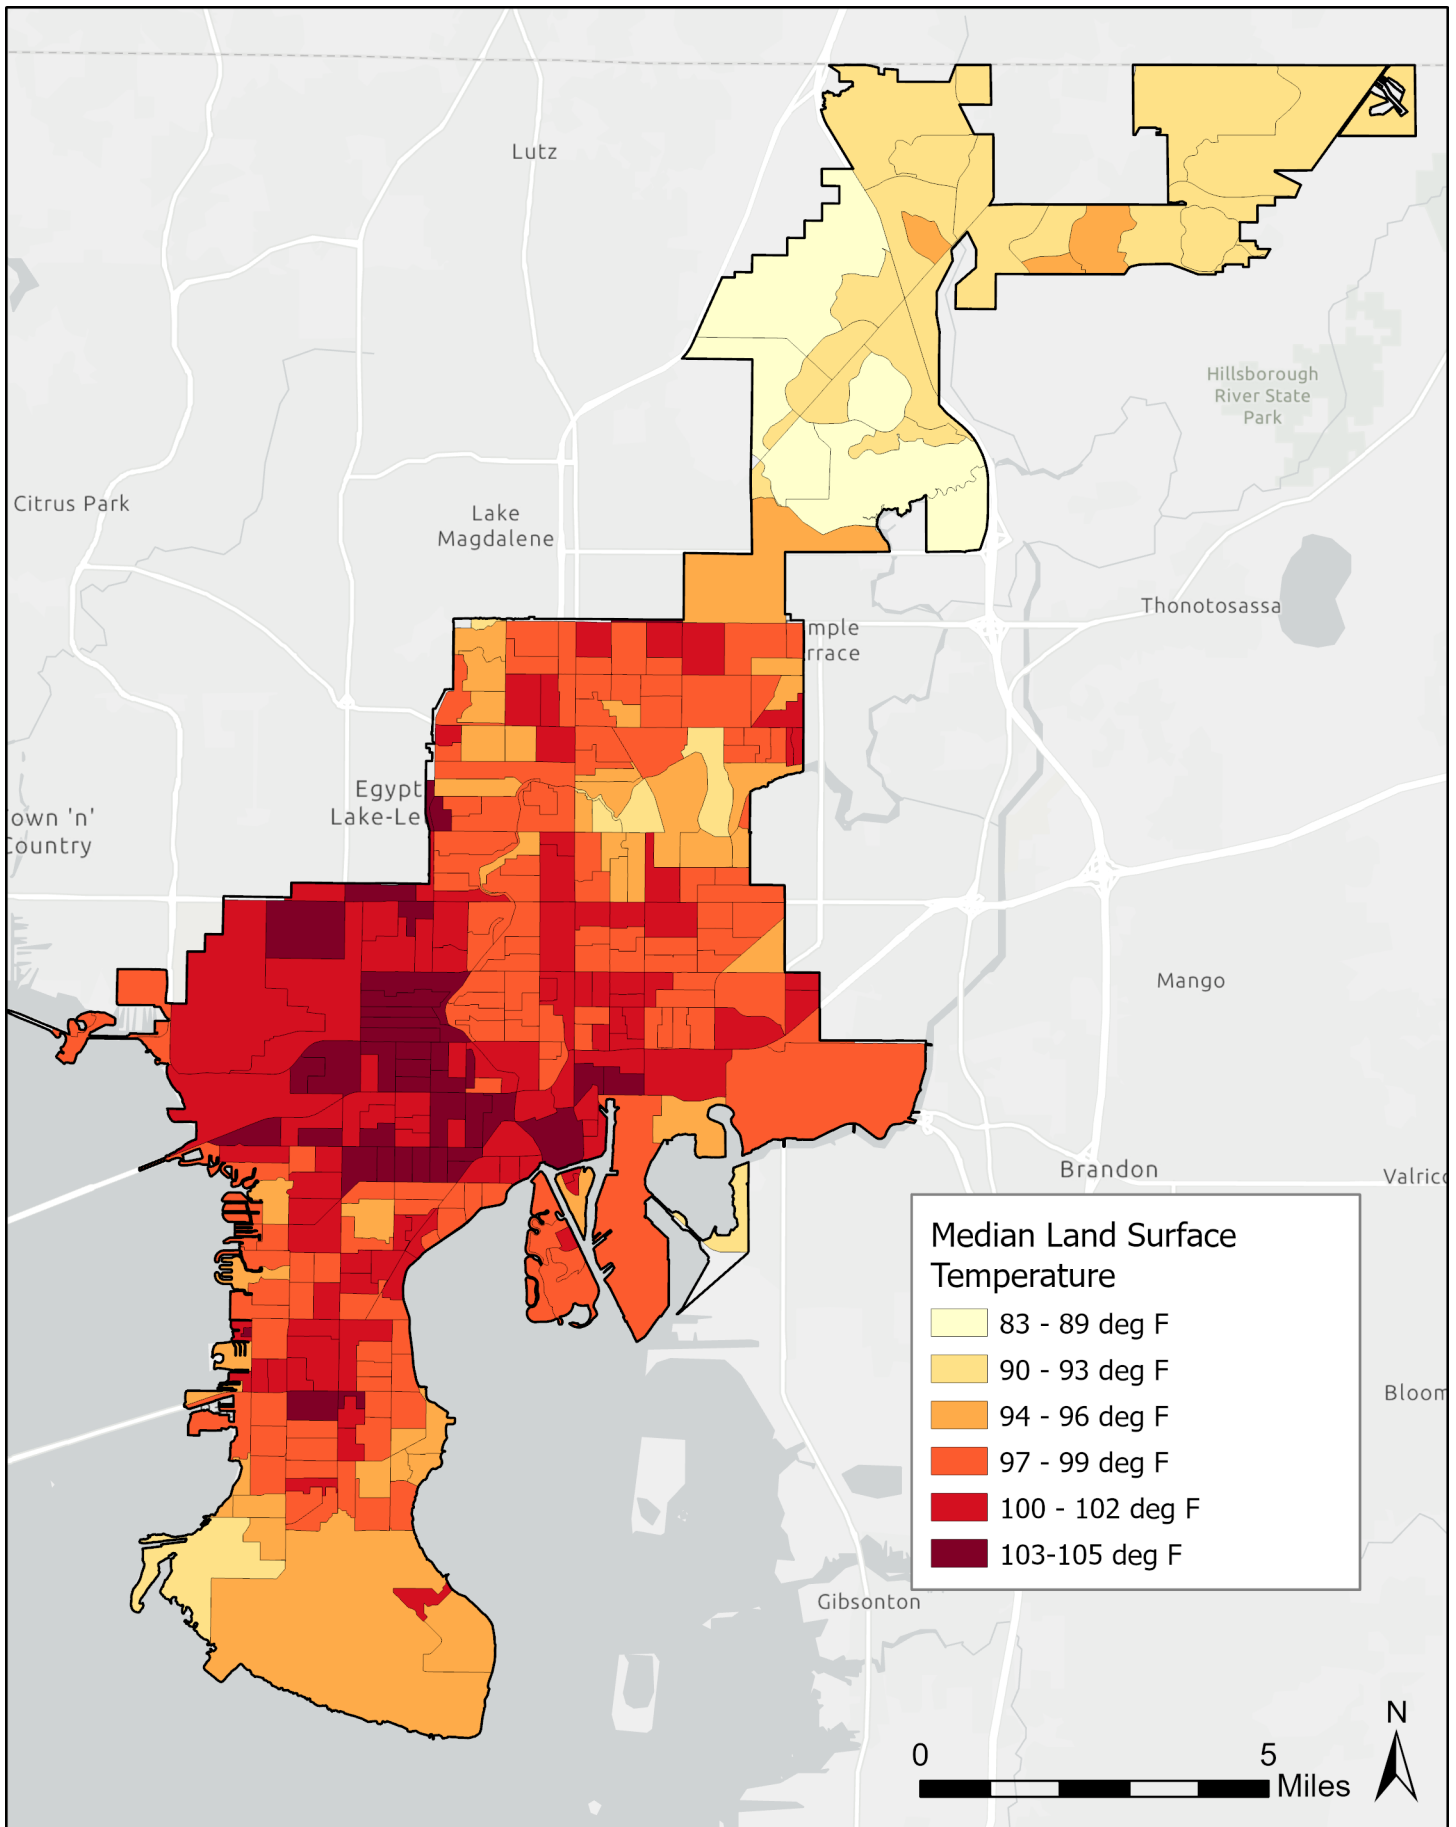 Lutz
Hillsborough
River State
Park
Citrus Park
Lake
Magdalene
Thonotosassa
mple
rrace
Egypt
Lake-Le
own 'n'
Country
Mango
Brandon
Valrico
Median Land Surface
Temperature
83 - 89 deg F
90 - 93 deg F
94 - 96 deg F
97 - 99 deg F
100 - 102 deg F
103-105 deg F
Bloom
Gibsonton
N
0 5
Miles